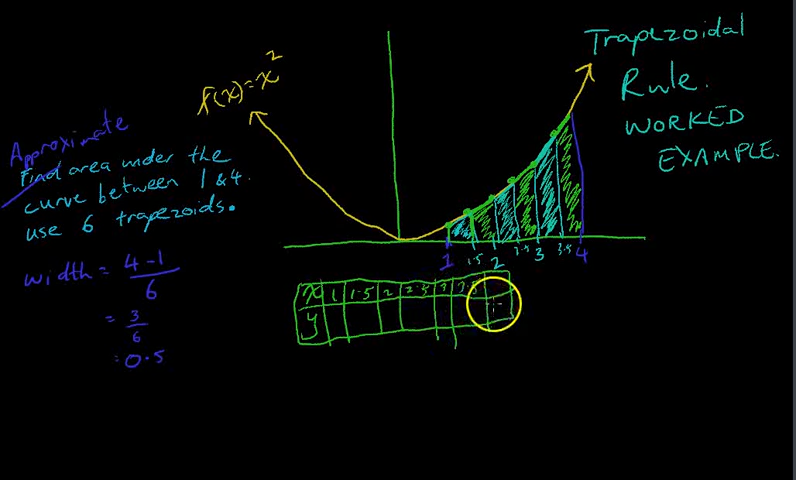 Trapezoidal
Rule.
WORKED
EXAMPLE.
f(x)=x²
Approximate
Find area under the
curve between 1 & 4.
use 6 trapezoids.
width = 4-1
6
= 3
6
= 0.5
1 1.5 2 2.5 3 3.5 4
x 1 1.5 2 2.5 3 3.5
y